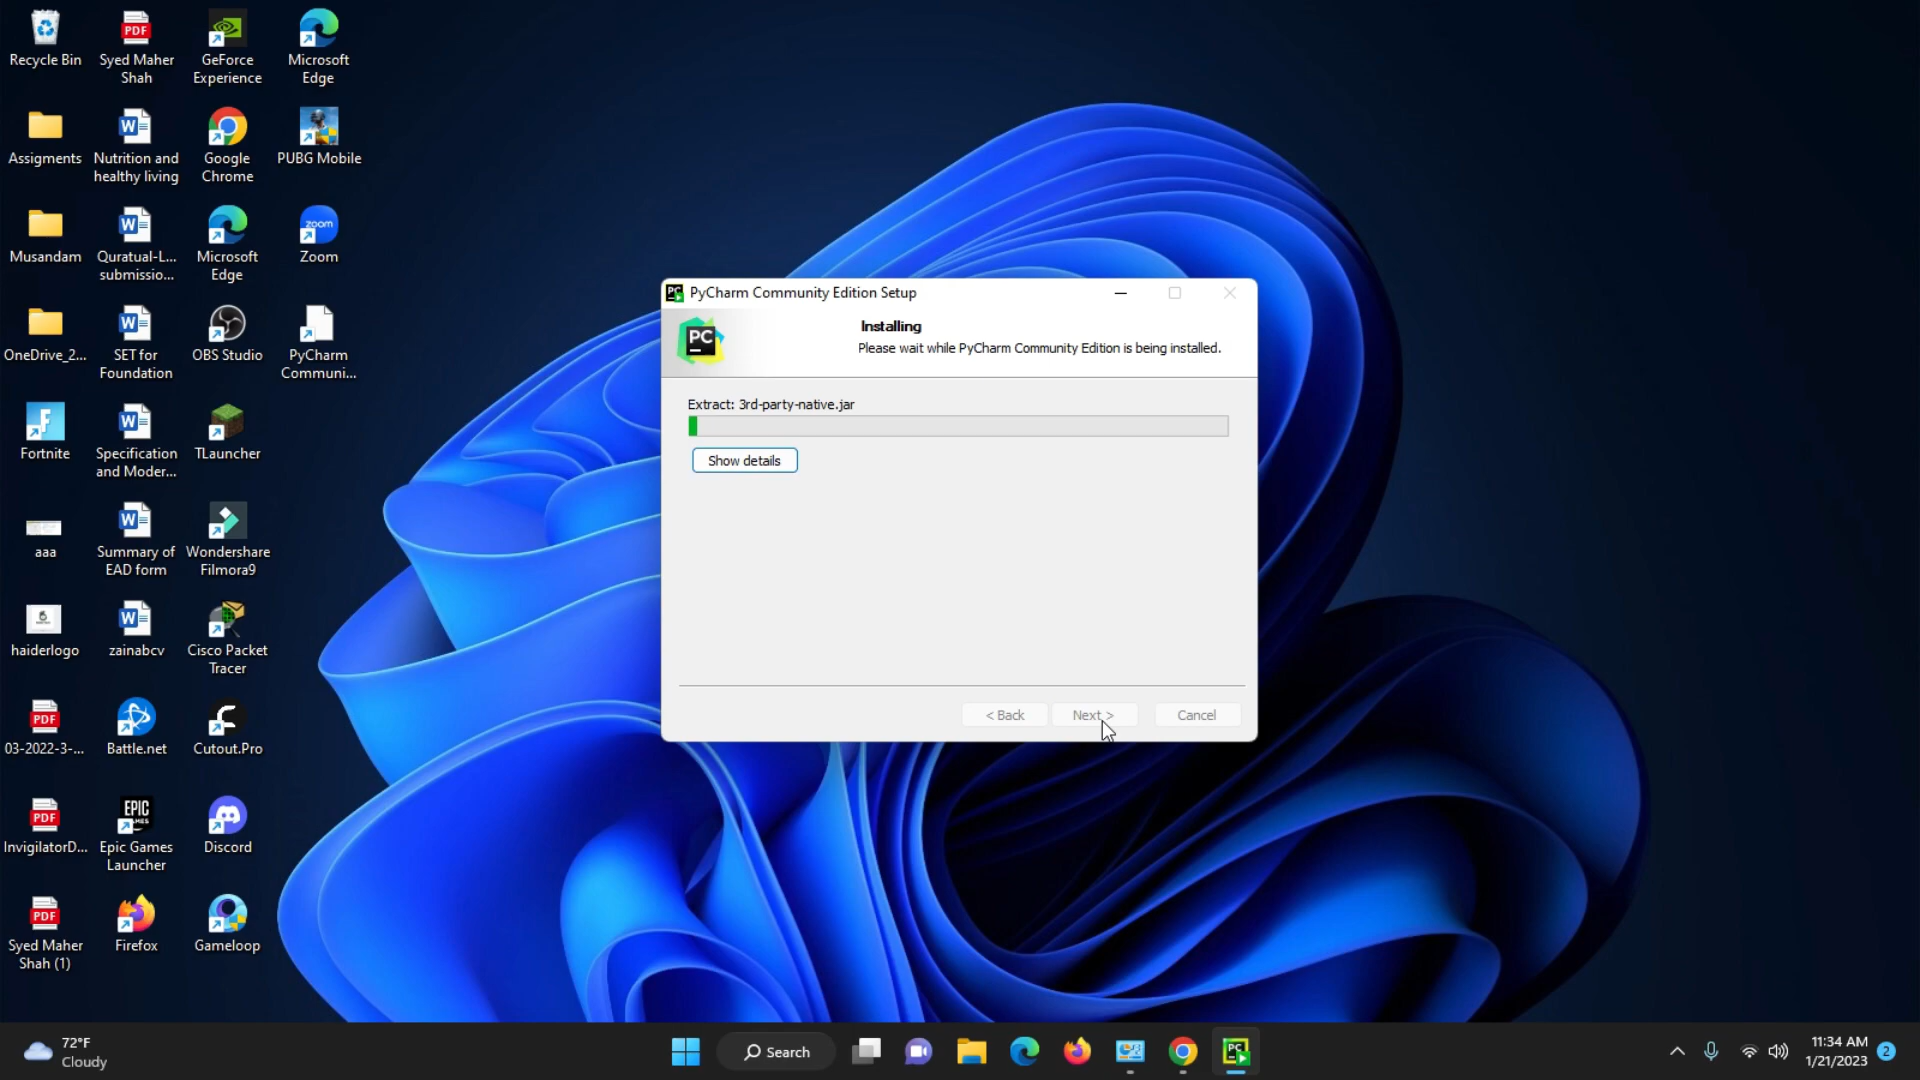 Recycle Bin
Syed Maher
Shah
GeForce
Experience
Microsoft
Edge
Assigments
Nutrition and
healthy living
Google
Chrome
PUBG Mobile
Musandam
Quratual-L...
submissio...
Microsoft
Edge
zoom
Zoom
OneDrive_2...
SET for
Foundation
OBS Studio
PyCharm
Communi...
Fortnite
Specification
and Moder...
TLauncher
aaa
Summary of
EAD form
Wondershare
Filmora9
haiderlogo
zainabcv
Cisco Packet
Tracer
03-2022-3-...
Battle.net
Cutout.Pro
InvigilatorD...
Epic Games
Launcher
Discord
Syed Maher
Shah (1)
Firefox
Gameloop
PyCharm Community Edition Setup
PC
Installing
Please wait while PyCharm Community Edition is being installed.
Extract: 3rd-party-native.jar
Show details
< Back
Next >
Cancel
72°F
Cloudy
Search
11:34 AM
1/21/2023
2